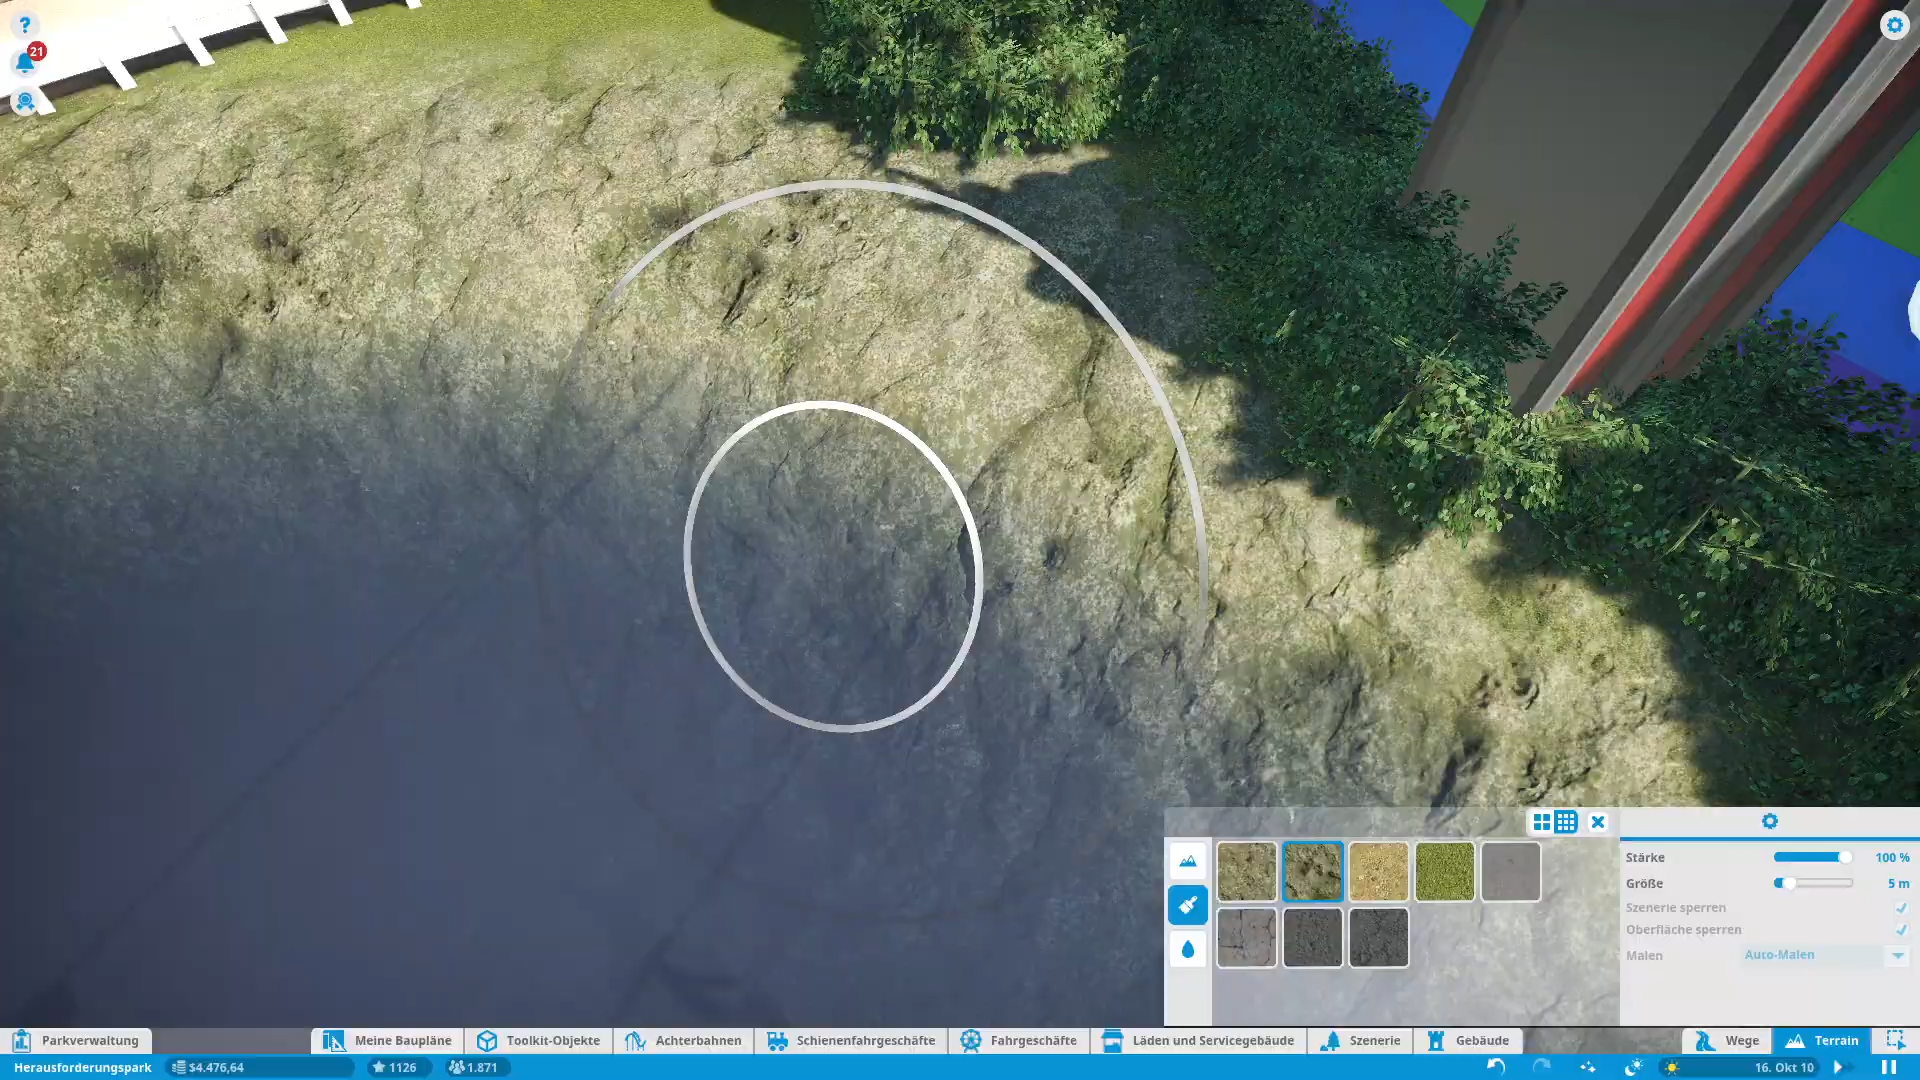 ?
21
Stärke 100 %
Größe 5 m
Szenerie sperren
Oberfläche sperren
Malen Auto-Malen
Parkverwaltung Meine Baupläne Toolkit-Objekte Achterbahnen Schienenfahrgeschäfte Fahrgeschäfte Läden und Servicegebäude Szenerie Gebäude Wege Terrain
Herausforderungspark $4.476,64 1126 1.871 16. Okt 10